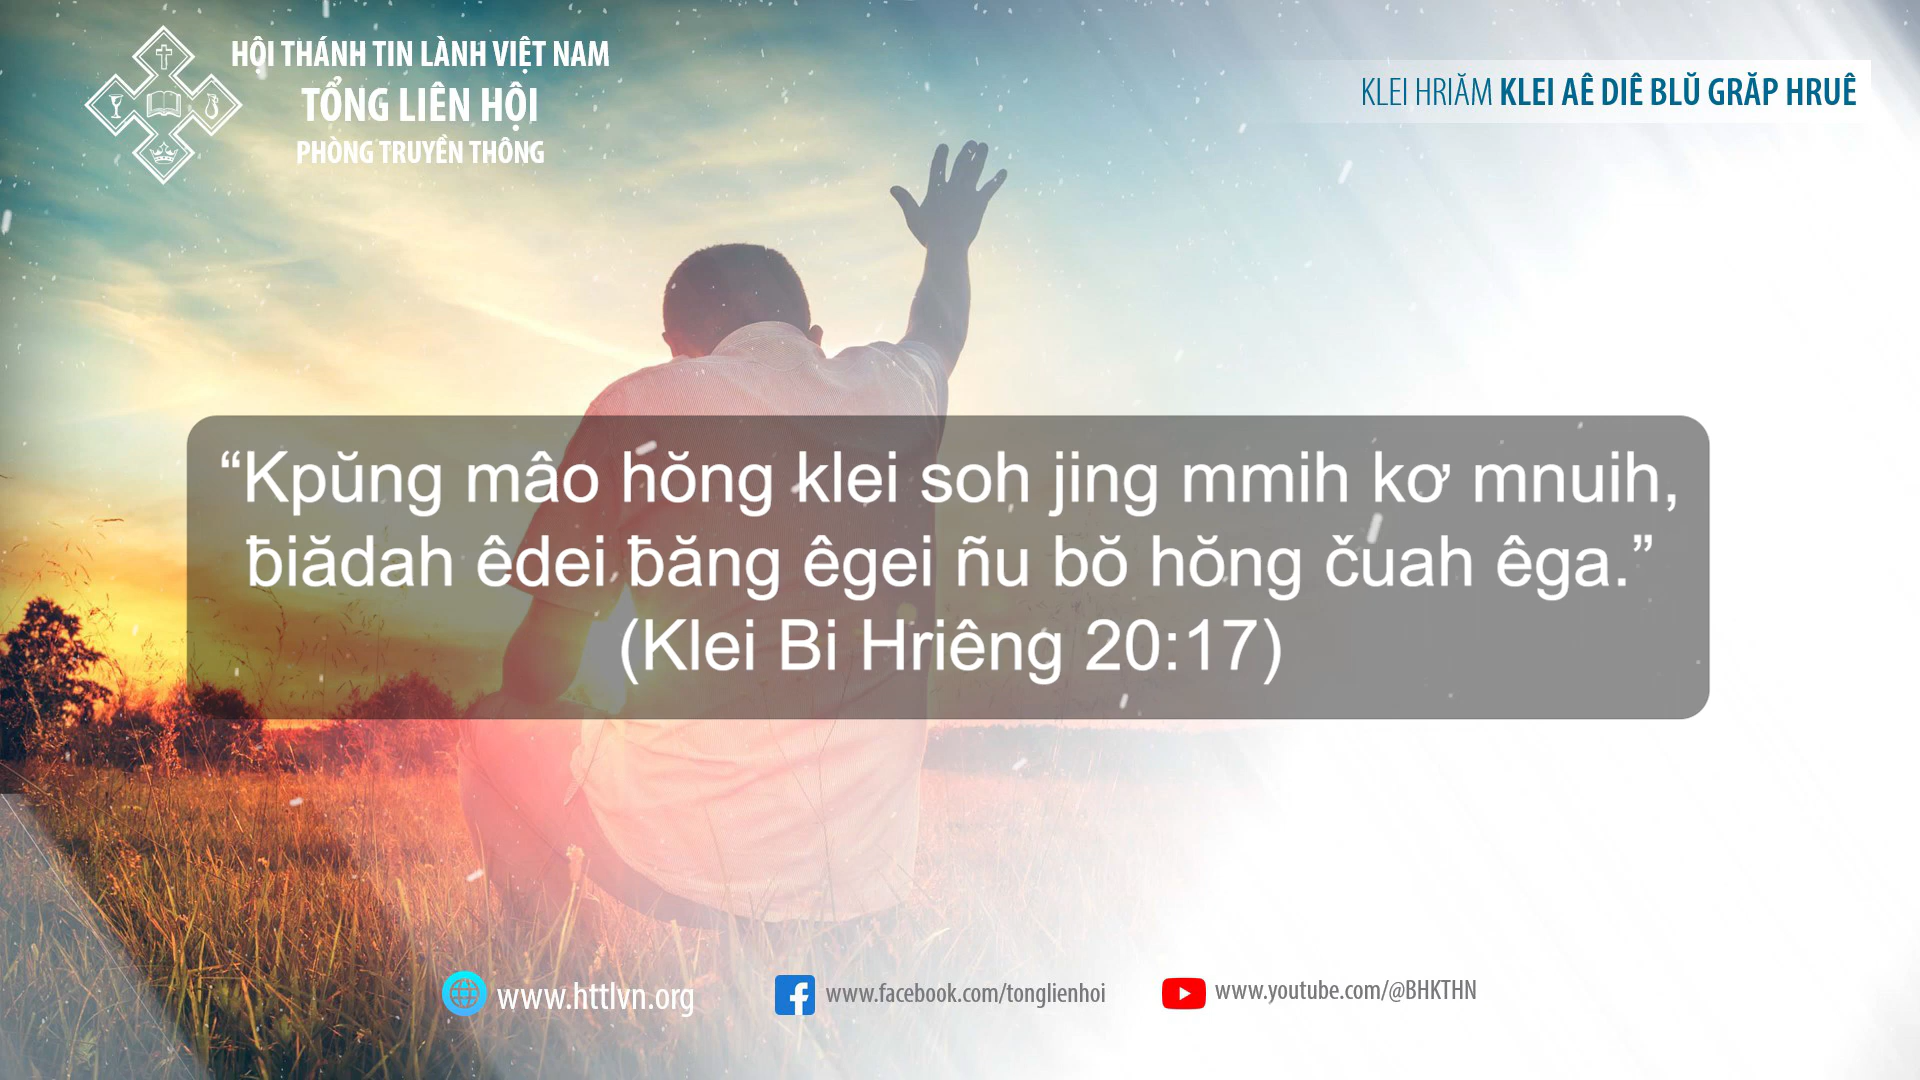 HỘI THÁNH TIN LÀNH VIỆT NAM
TỔNG LIÊN HỘI
PHÒNG TRUYỀN THÔNG
KLEI HRIĂM KLEI AÊ DIÊ BLŬ GRĂP HRUÊ
“Kpŭng mâo hŏng klei soh jing mmih kơ mnuih,
ƀiădah êdei ƀăng êgei ñu bŏ hŏng čuah êga.”
(Klei Bi Hriêng 20:17)
www.httlvn.org
www.facebook.com/tonglienhoi
www.youtube.com/@BHKTHN